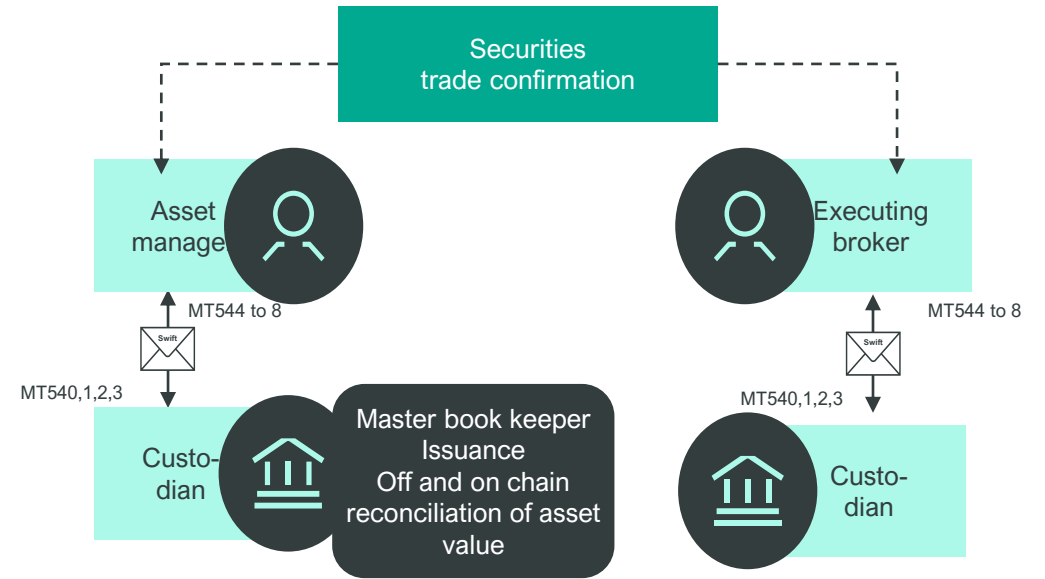 Securities
trade confirmation
Asset
manage
Executing
broker
MT544 to 8
MT544 to 8
Swift
Swift
MT540,1,2,3
MT540,1,2,3
Custo-
dian
Master book keeper
Issuance
Off and on chain
reconciliation of asset
value
Custo-
dian